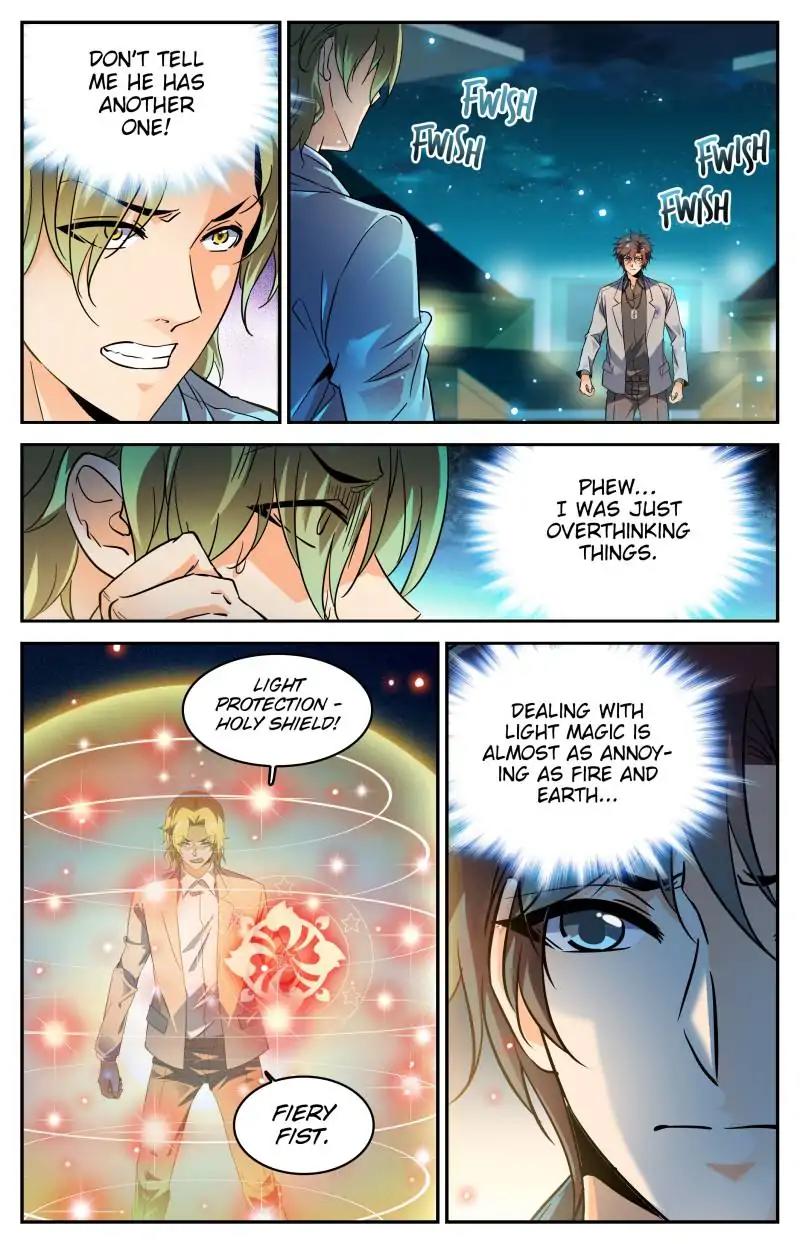 DON'T TELL
ME HE HAS
ANOTHER
ONE!
FWISH
FWISH
FWISH
FWISH
PHEW...
I WAS JUST
OVERTHINKING
THINGS.
LIGHT
PROTECTION -
HOLY SHIELD!
FIERY
FIST.
DEALING WITH
LIGHT MAGIC IS
ALMOST AS ANNOY-
ING AS FIRE AND
EARTH...